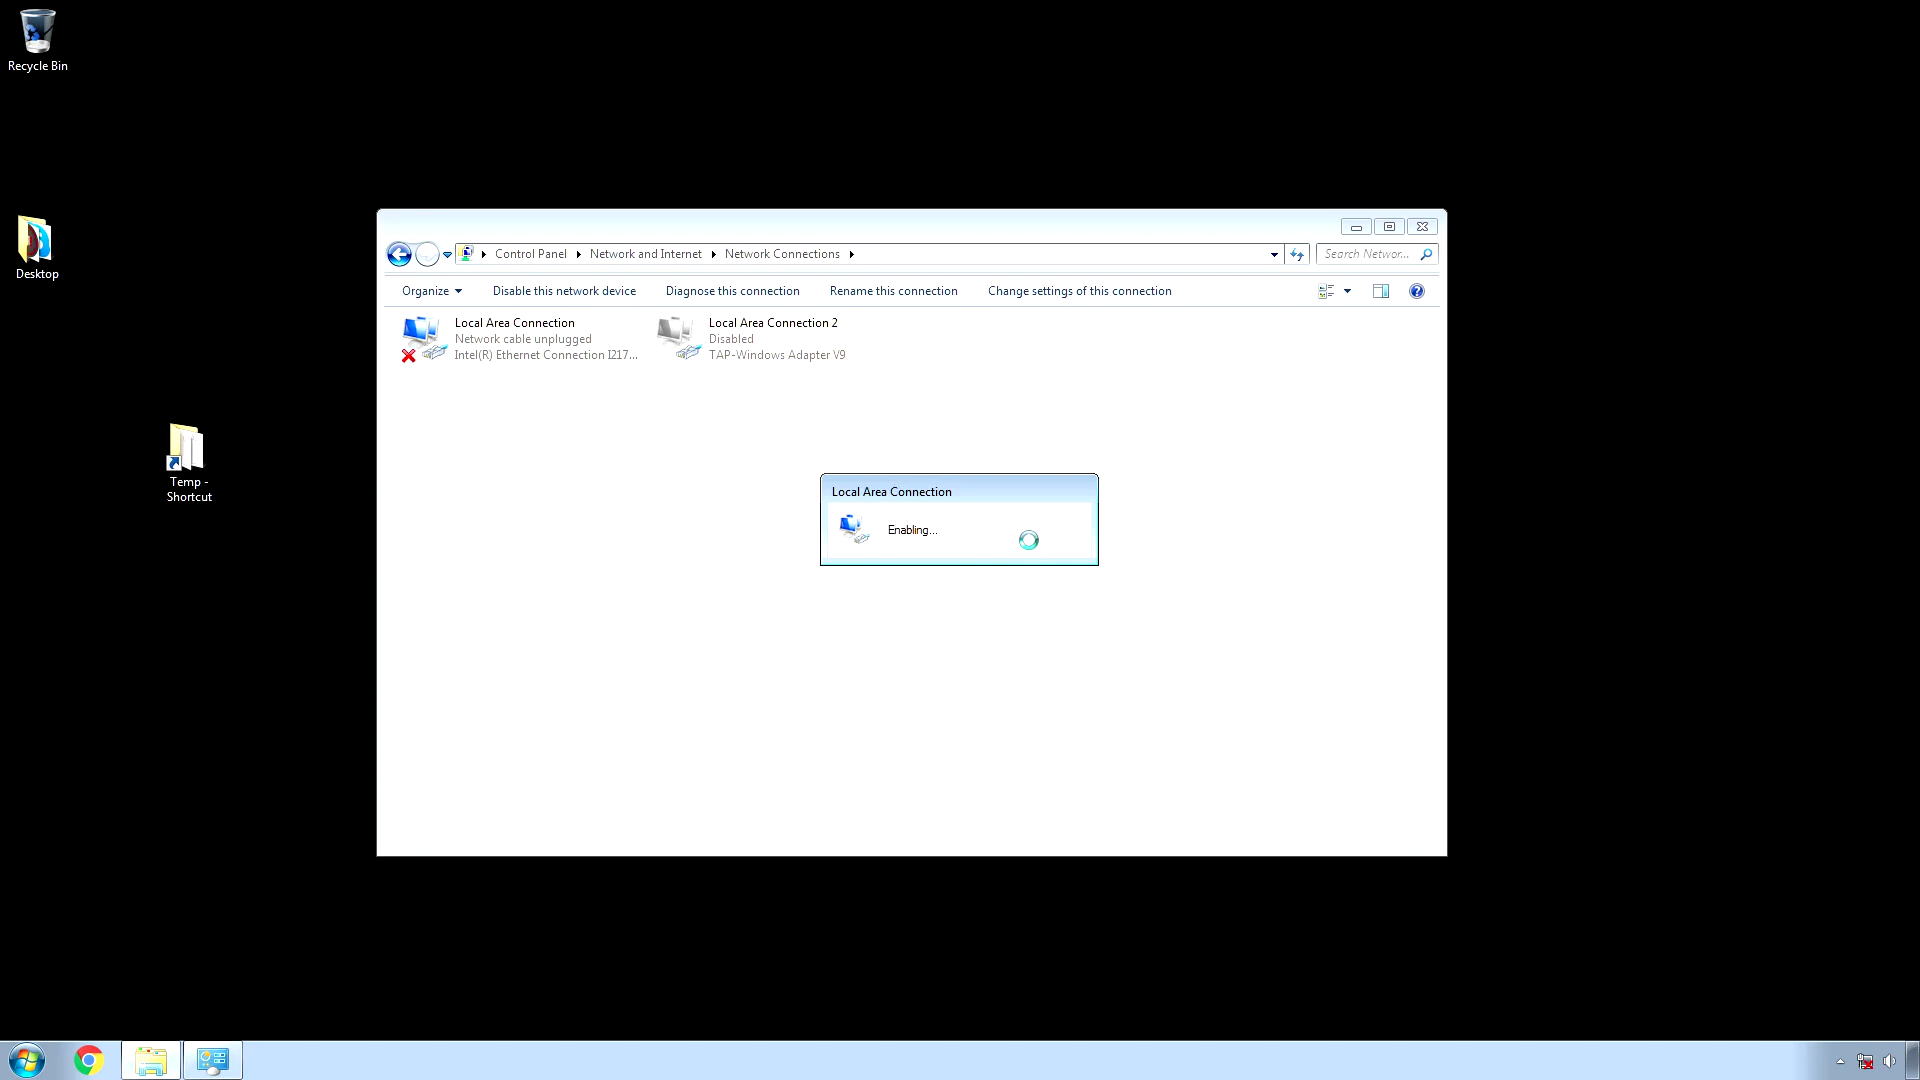 Recycle Bin
Desktop
Temp -
Shortcut
Control Panel
Network and Internet
Network Connections
Search Networ...
Organize
Disable this network device
Diagnose this connection
Rename this connection
Change settings of this connection
Local Area Connection
Network cable unplugged
Intel(R) Ethernet Connection I217...
Local Area Connection 2
Disabled
TAP-Windows Adapter V9
Local Area Connection
Enabling...